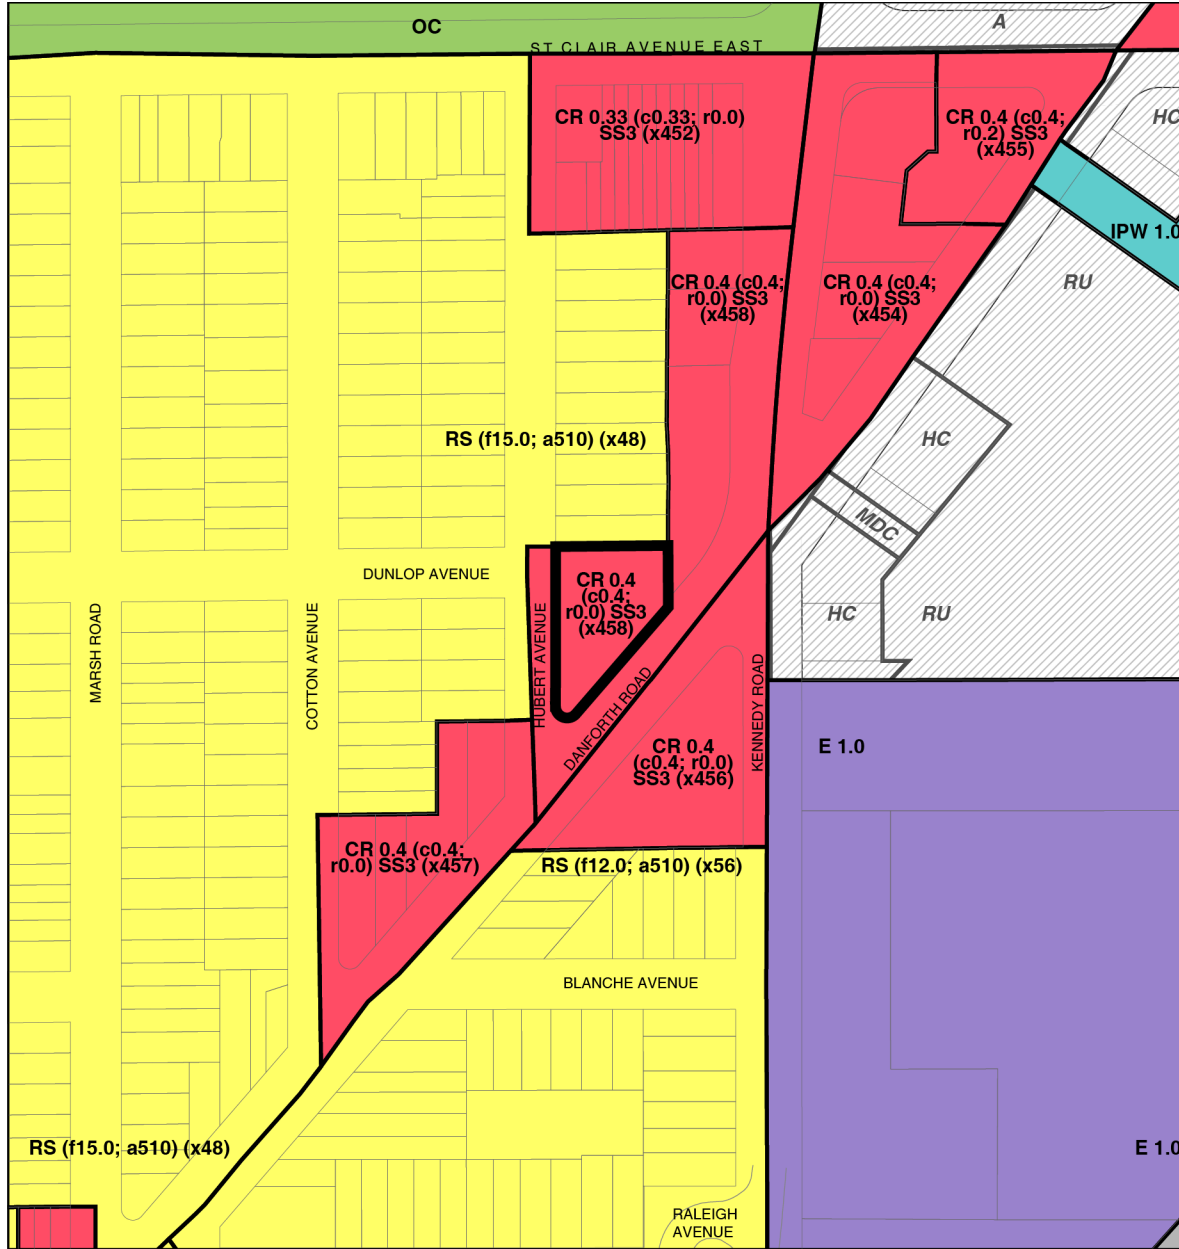 OC
A
ST CLAIR AVENUE EAST
CR 0.33 (c0.33; r0.0)
SS3 (x452)
CR 0.4 (c0.4;
r0.2) SS3
(x455)
HC
IPW 1.0
RU
CR 0.4 (c0.4;
r0.0) SS3
(x458)
CR 0.4 (c0.4;
r0.0) SS3
(x454)
RS (f15.0; a510) (x48)
HC
MDC
DUNLOP AVENUE
CR 0.4
(c0.4;
r0.0) SS3
(x458)
HC
RU
MARSH ROAD
COTTON AVENUE
HUBERT AVENUE
DANFORTH ROAD
KENNEDY ROAD
CR 0.4
(c0.4; r0.0)
SS3 (x456)
E 1.0
CR 0.4 (c0.4;
r0.0) SS3 (x457)
RS (f12.0; a510) (x56)
BLANCHE AVENUE
RS (f15.0; a510) (x48)
E 1.0
RALEIGH
AVENUE